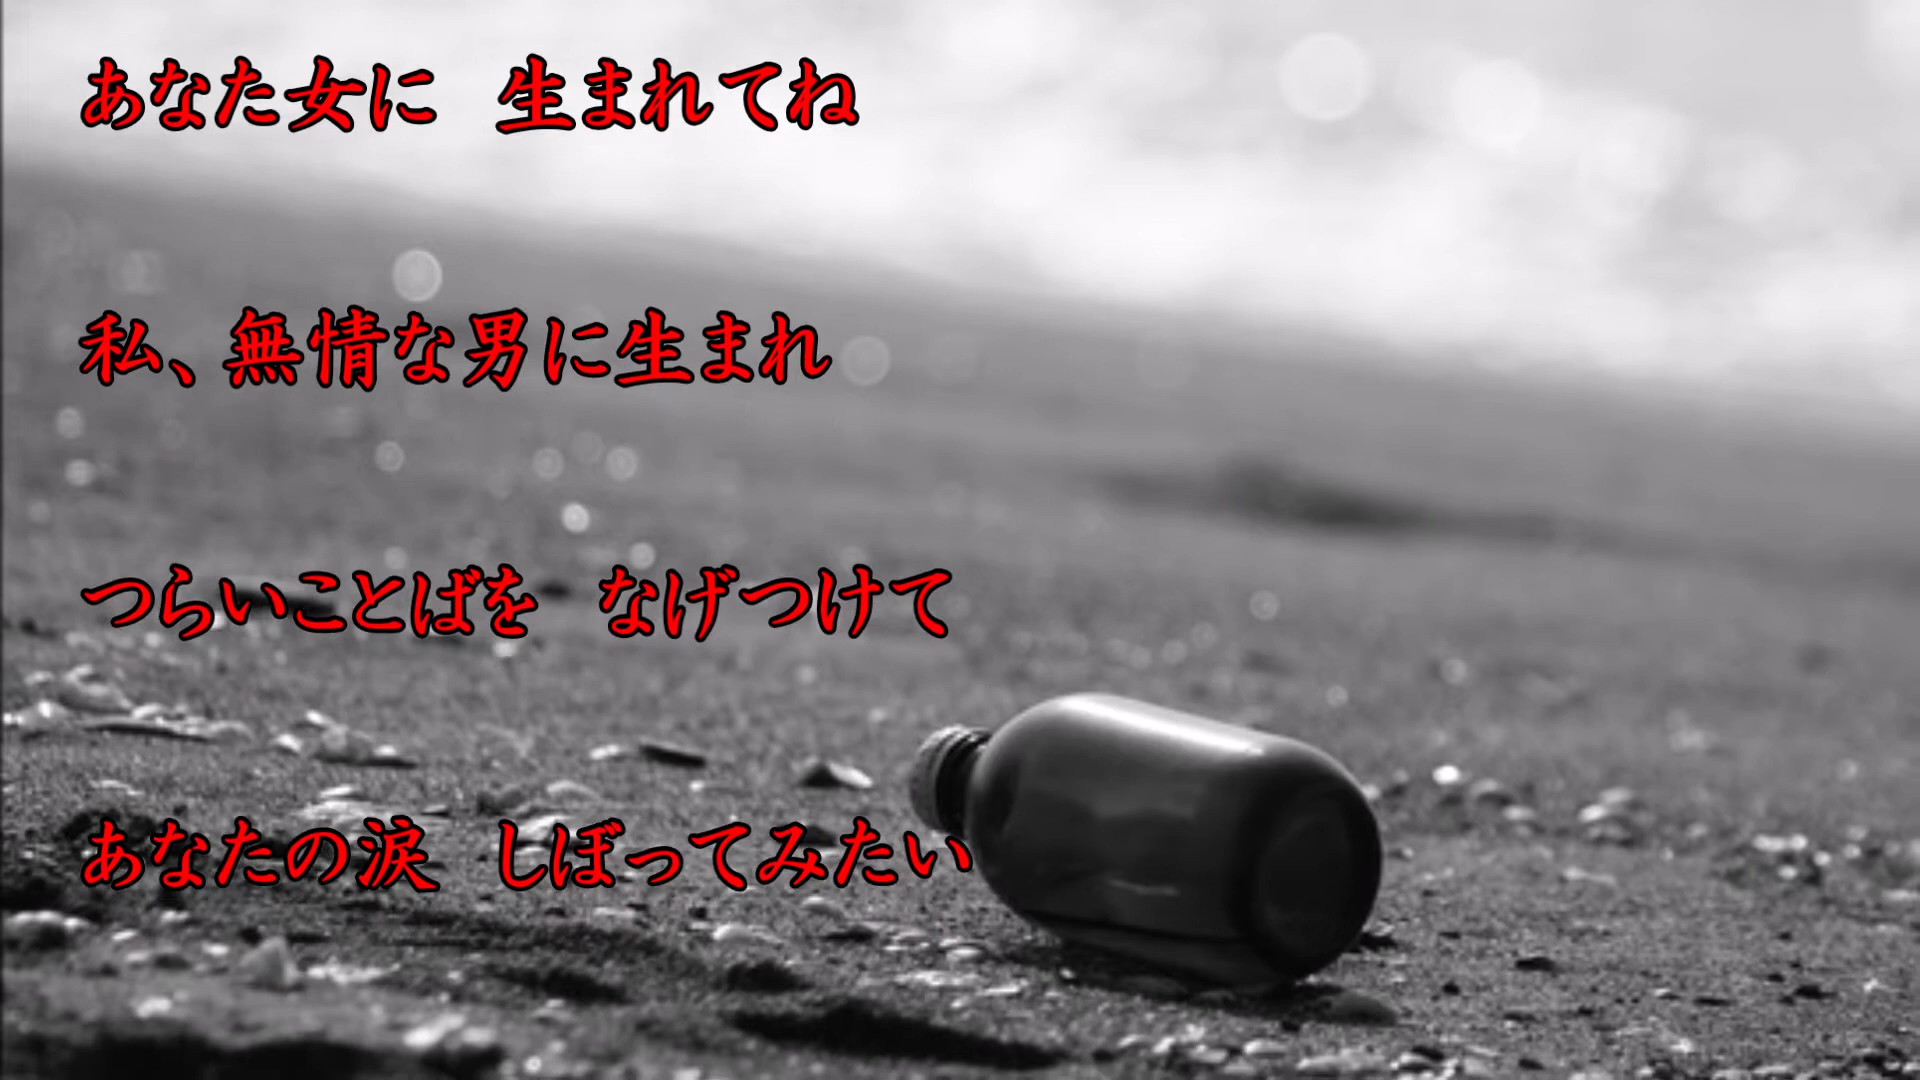 あなた女に　生まれてね
私、無情な男に生まれ
つらいことばを　なげつけて
あなたの涙　しぼってみたい